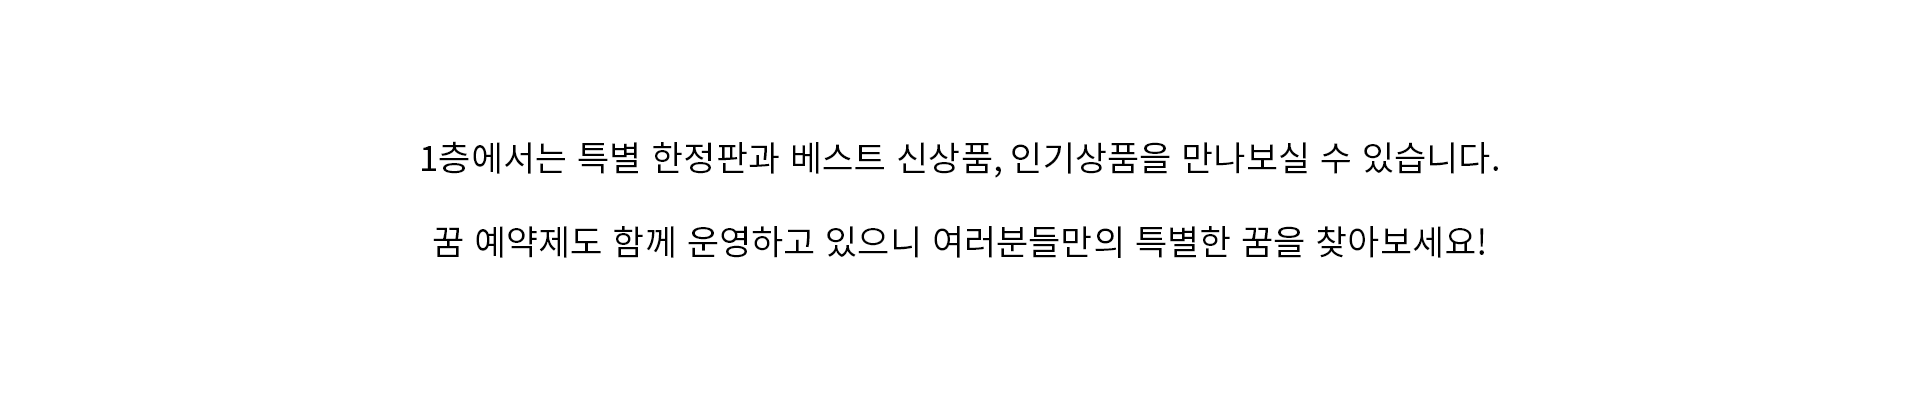 1층에서는 특별 한정판과 베스트 신상품, 인기상품을 만나보실 수 있습니다.
꿈 예약제도 함께 운영하고 있으니 여러분들만의 특별한 꿈을 찾아보세요!